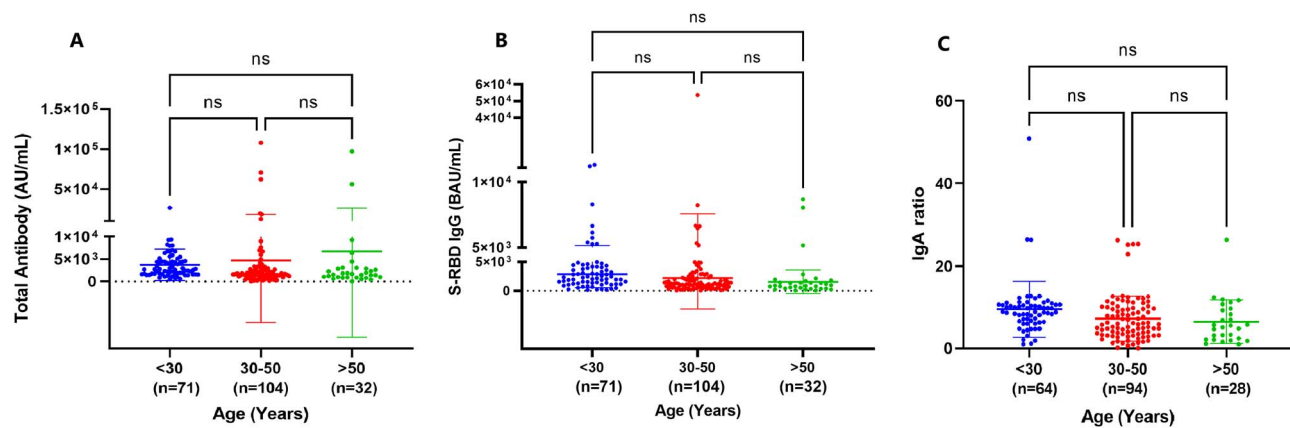 A
ns
ns
ns
Total Antibody (AU/mL)
1.5×10⁵
1×10⁵
5×10⁴
1×10⁴
5×10³
0
<30
30-50
>50
(n=71)
(n=104)
(n=32)
Age (Years)
B
ns
ns
ns
S-RBD IgG (BAU/mL)
6×10⁴
5×10⁴
4×10⁴
1×10⁴
5×10³
5×10³
0
<30
30-50
>50
(n=71)
(n=104)
(n=32)
Age (Years)
C
ns
ns
ns
IgA ratio
60
40
20
0
<30
30-50
>50
(n=64)
(n=94)
(n=28)
Age (Years)